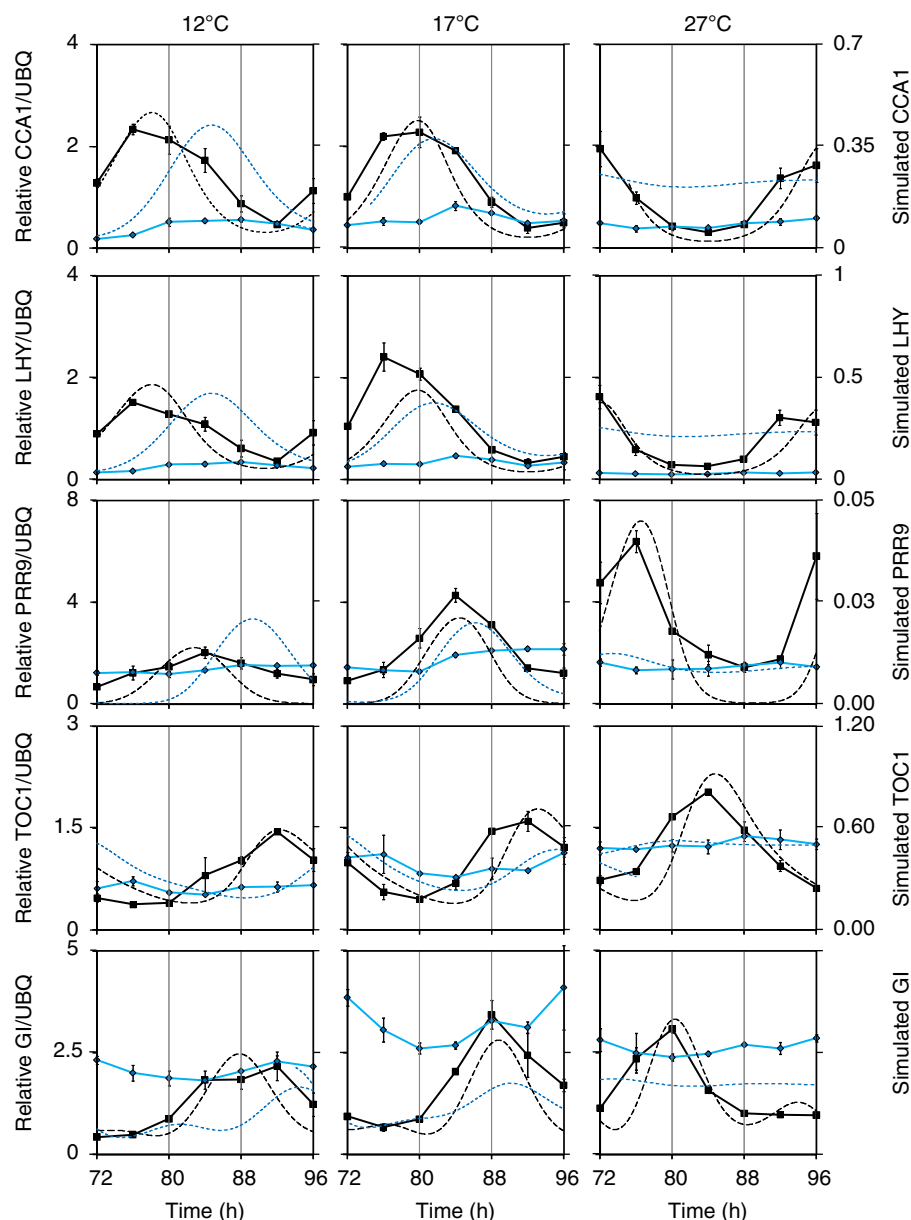 12°C 17°C 27°C
Relative CCA1/UBQ
4
2
0
0.7
0.35
0
Simulated CCA1
Relative LHY/UBQ
4
2
0
1
0.5
0
Simulated LHY
Relative PRR9/UBQ
8
4
2
0
0.05
0.03
0.00
Simulated PRR9
Relative TOC1/UBQ
3
1.5
0
1.20
0.60
0.00
Simulated TOC1
Relative GI/UBQ
5
2.5
0
Simulated GI
72 80 88 96 72 80 88 96 72 80 88 96
Time (h) Time (h) Time (h)